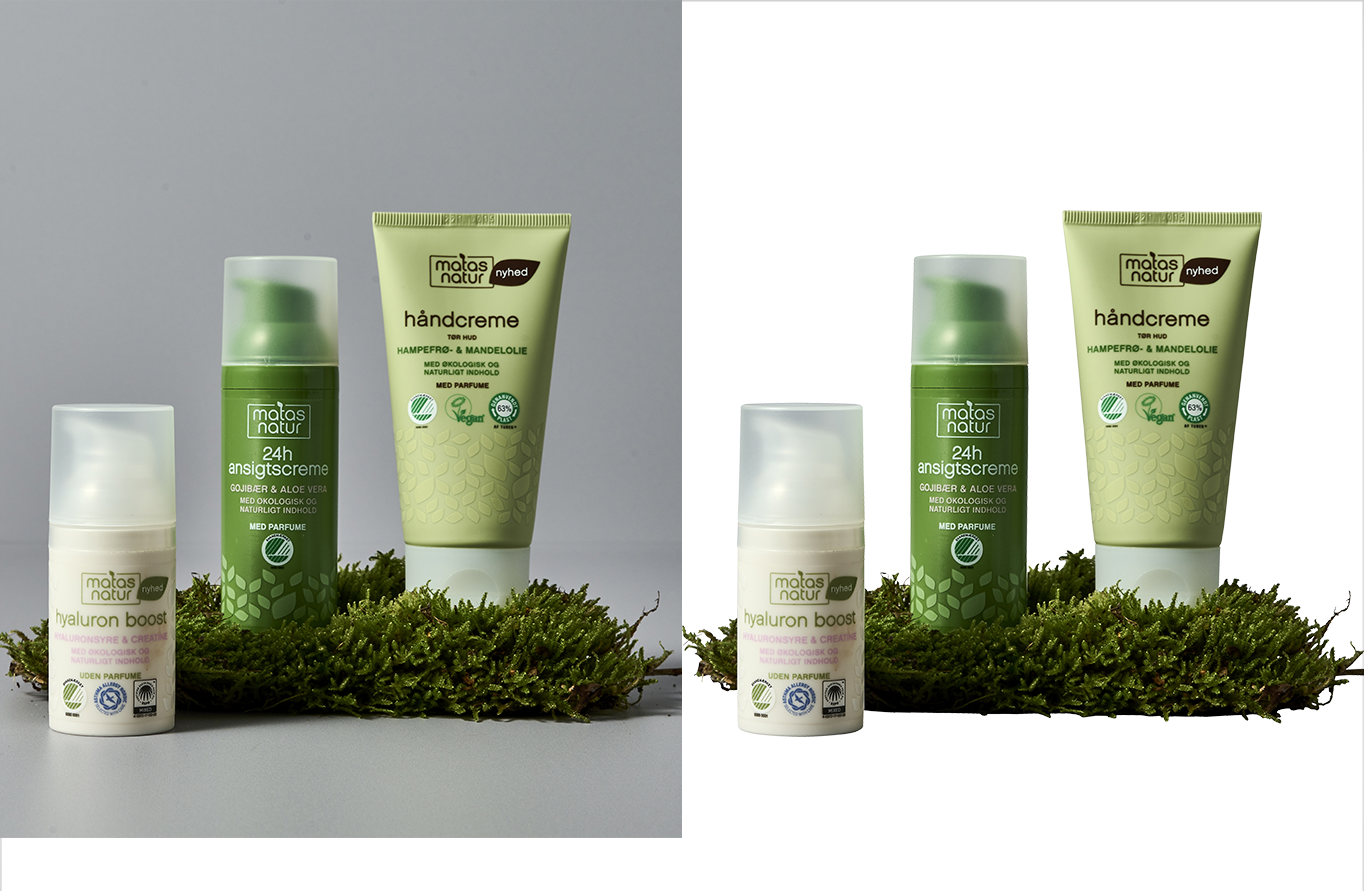 matas
natur
nyhed
håndcreme
TØR HUD
HAMPEFRØ- & MANDELOLIE
MED ØKOLOGISK OG
NATURLIGT INDHOLD
MED PARFUME
Vegan
63%
matas
natur
24h
ansigtscreme
GOJIBÆR & ALOE VERA
MED ØKOLOGISK OG
NATURLIGT INDHOLD
MED PARFUME
matas
natur
nyhed
hyaluron boost
HYALURONSYRE & CREATINE
MED ØKOLOGISK OG
NATURLIGT INDHOLD
UDEN PARFUME
MIXED
matas
natur
nyhed
håndcreme
TØR HUD
HAMPEFRØ- & MANDELOLIE
MED ØKOLOGISK OG
NATURLIGT INDHOLD
MED PARFUME
Vegan
63%
matas
natur
24h
ansigtscreme
GOJIBÆR & ALOE VERA
MED ØKOLOGISK OG
NATURLIGT INDHOLD
MED PARFUME
matas
natur
nyhed
hyaluron boost
HYALURONSYRE & CREATINE
MED ØKOLOGISK OG
NATURLIGT INDHOLD
UDEN PARFUME
MIXED